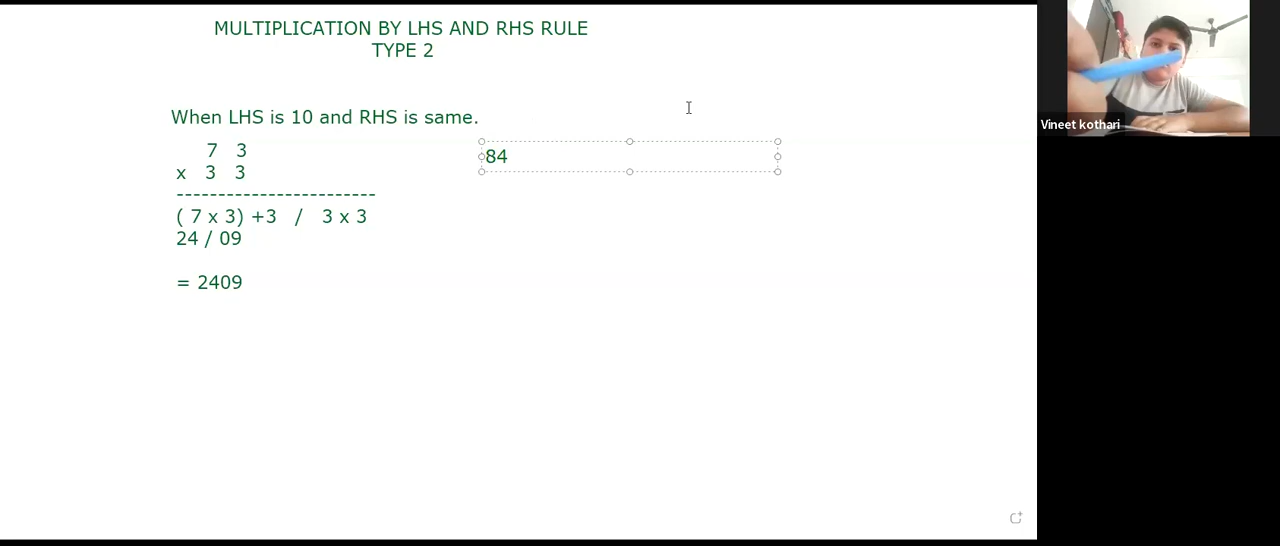 MULTIPLICATION BY LHS AND RHS RULE
TYPE 2
When LHS is 10 and RHS is same.
7 3
x 3 3
------------------------
( 7 x 3) +3 / 3 x 3
24 / 09
= 2409
84
Vineet kothari